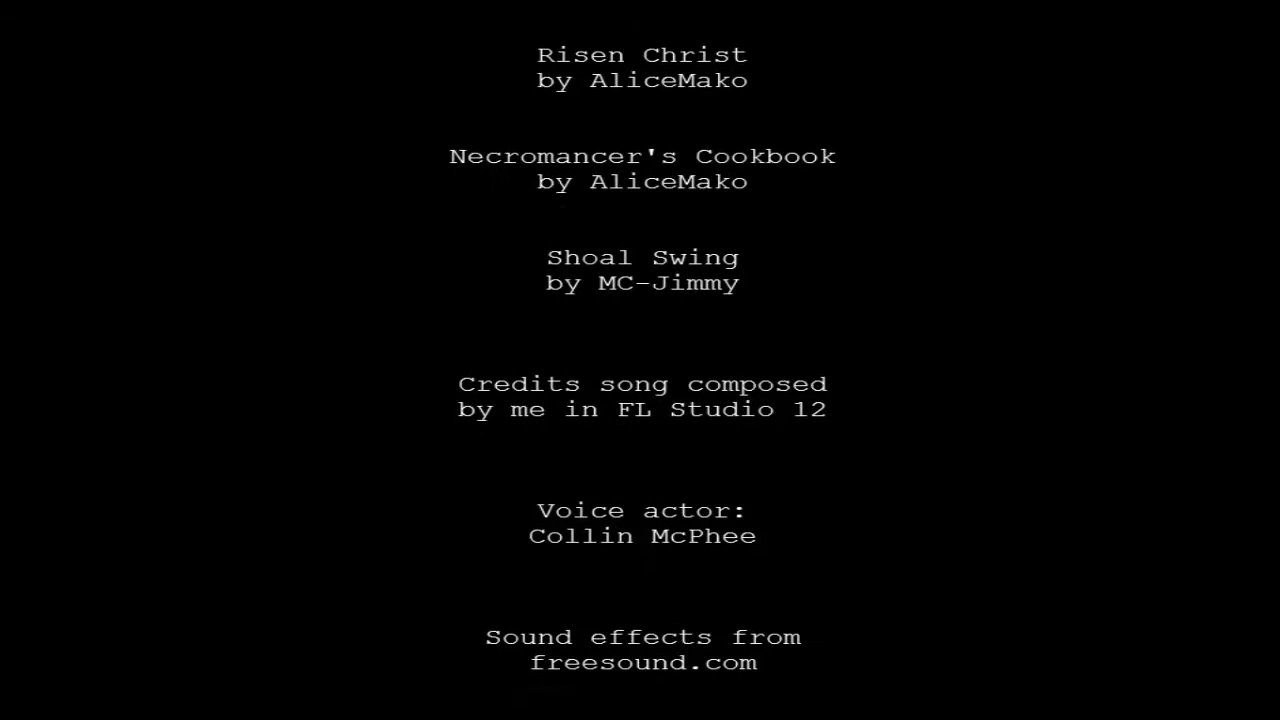 Risen Christ
by AliceMako
Necromancer's Cookbook
by AliceMako
Shoal Swing
by MC-Jimmy
Credits song composed
by me in FL Studio 12
Voice actor:
Collin McPhee
Sound effects from
freesound.com